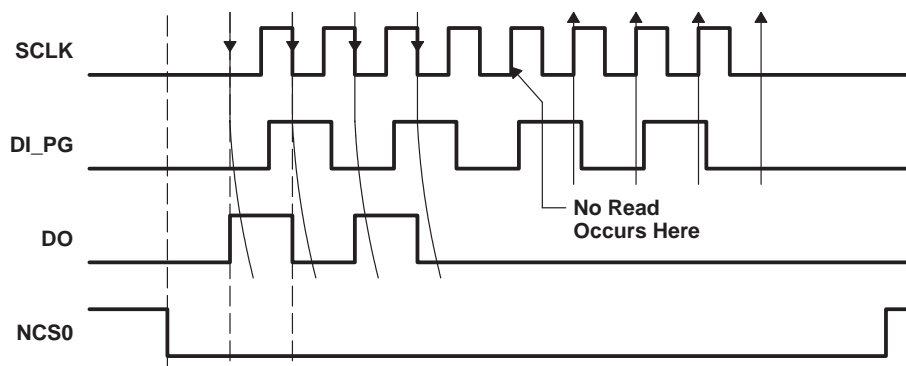 SCLK
DI_PG
No Read
Occurs Here
DO
NCS0